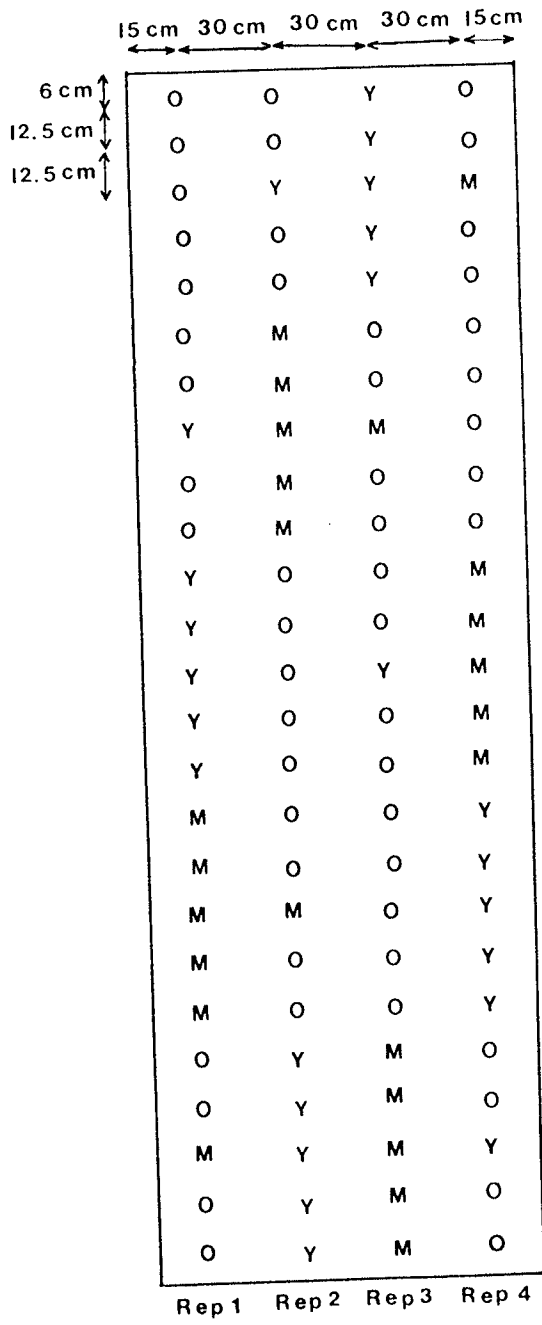 15 cm 30 cm 30 cm 30 cm 15 cm
6 cm O O Y O
12.5 cm O O Y O
12.5 cm O Y Y M
O O Y O
O O Y O
O M O O
O M O O
Y M M O
O M O O
O M O O
Y O O M
Y O O M
Y O Y M
Y O O M
Y O O M
M O O Y
M O O Y
M M O Y
M O O Y
M O O Y
O Y M O
O Y M O
M Y M Y
O Y M O
O Y M O
Rep 1 Rep 2 Rep 3 Rep 4